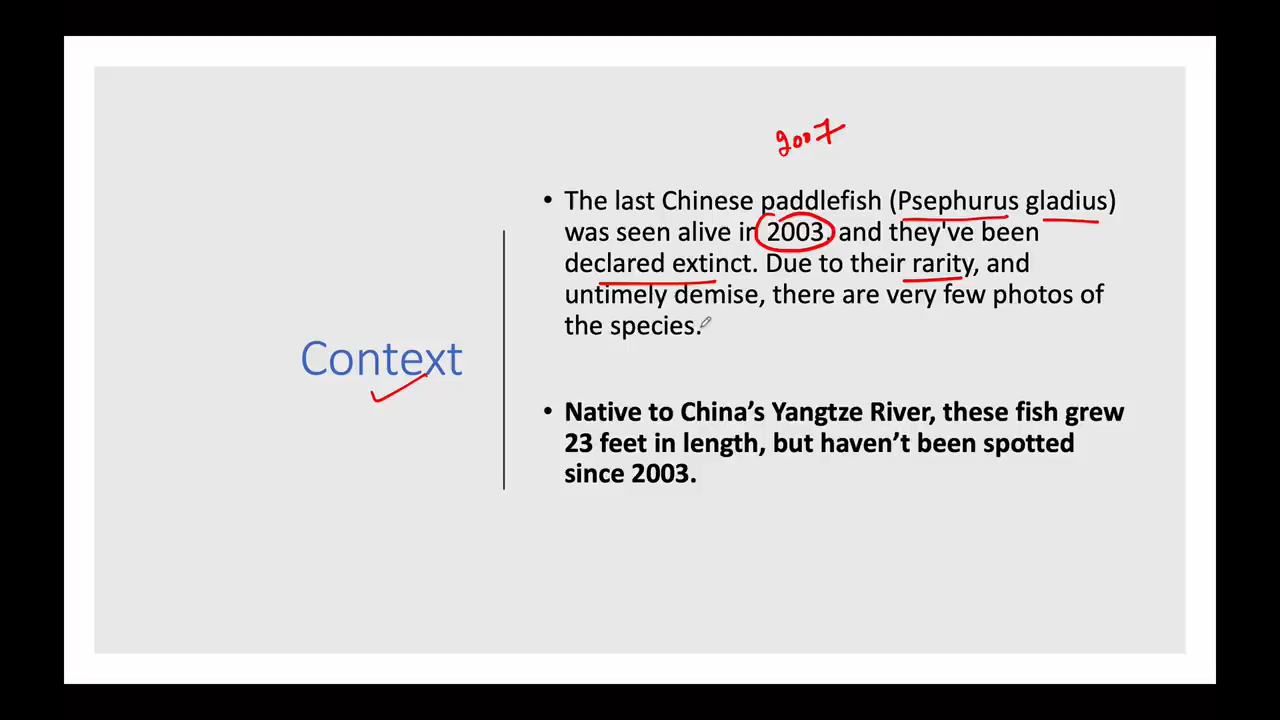 2007
• The last Chinese paddlefish (Psephurus gladius)
was seen alive in 2003, and they've been
declared extinct. Due to their rarity, and
untimely demise, there are very few photos of
the species.
Context
• Native to China’s Yangtze River, these fish grew
23 feet in length, but haven’t been spotted
since 2003.